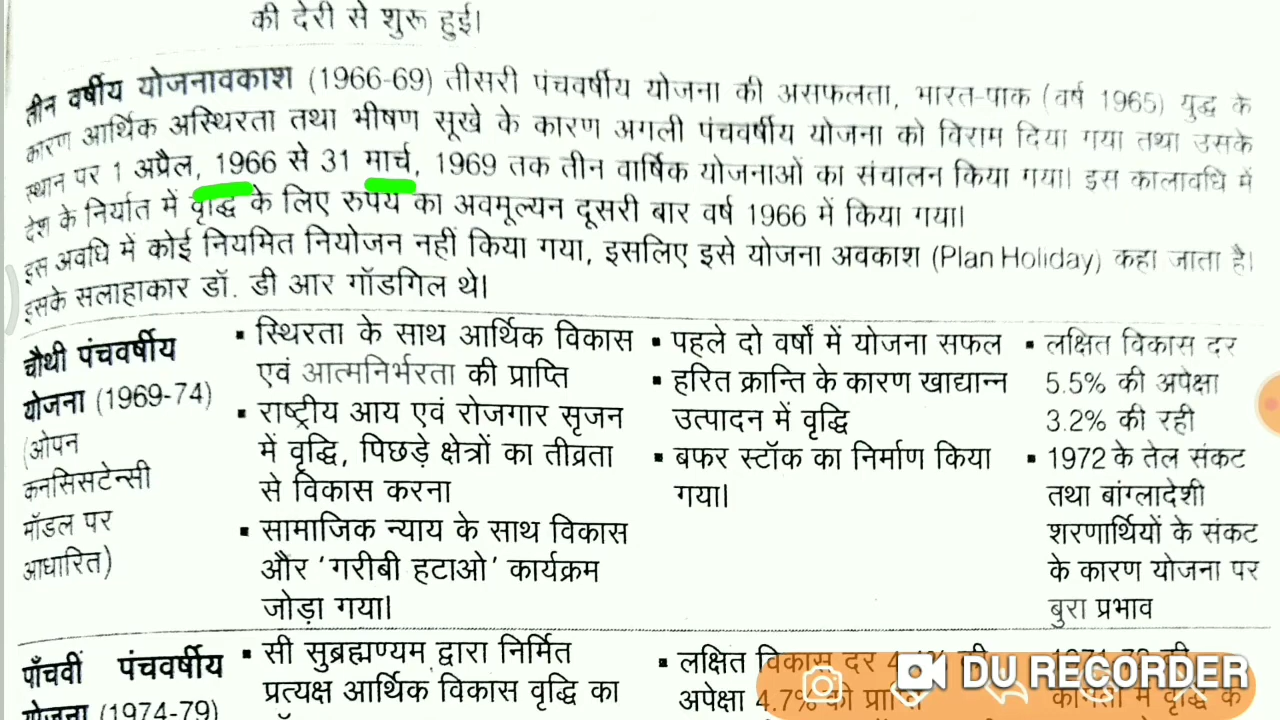 की देरी से शुरू हुई।
तीन वर्षीय योजनावकाश (1966-69) तीसरी पंचवर्षीय योजना की असफलता, भारत-पाक (वर्ष 1965) युद्ध के
कारण आर्थिक अस्थिरता तथा भीषण सूखे के कारण अगली पंचवर्षीय योजना को विराम दिया गया तथा उसके
स्थान पर 1 अप्रैल, 1966 से 31 मार्च, 1969 तक तीन वार्षिक योजनाओं का संचालन किया गया। इस कालावधि में
देश के निर्यात में वृद्धि के लिए रुपये का अवमूल्यन दूसरी बार वर्ष 1966 में किया गया।
इस अवधि में कोई नियमित नियोजन नहीं किया गया, इसलिए इसे योजना अवकाश (Plan Holiday) कहा जाता है।
इसके सलाहाकार डॉ. डी आर गॉडगिल थे।
चौथी पंचवर्षीय
योजना (1969-74)
(ओपन
कनसिसटेन्सी
मॉडल पर
आधारित)
▪ स्थिरता के साथ आर्थिक विकास
एवं आत्मनिर्भरता की प्राप्ति
▪ राष्ट्रीय आय एवं रोजगार सृजन
में वृद्धि, पिछड़े क्षेत्रों का तीव्रता
से विकास करना
▪ सामाजिक न्याय के साथ विकास
और 'गरीबी हटाओ' कार्यक्रम
जोड़ा गया।
▪ पहले दो वर्षों में योजना सफल
▪ हरित क्रान्ति के कारण खाद्यान्न
उत्पादन में वृद्धि
▪ बफर स्टॉक का निर्माण किया
गया।
▪ लक्षित विकास दर
5.5% की अपेक्षा
3.2% की रही
▪ 1972 के तेल संकट
तथा बांग्लादेशी
शरणार्थियों के संकट
के कारण योजना पर
बुरा प्रभाव
पाँचवीं पंचवर्षीय
योजना (1974-79)
▪ सी सुब्रह्मण्यम द्वारा निर्मित
प्रत्यक्ष आर्थिक विकास वृद्धि का
▪ लक्षित विकास दर
अपेक्षा 4.7% की
में वृद्धि के
DU RECORDER